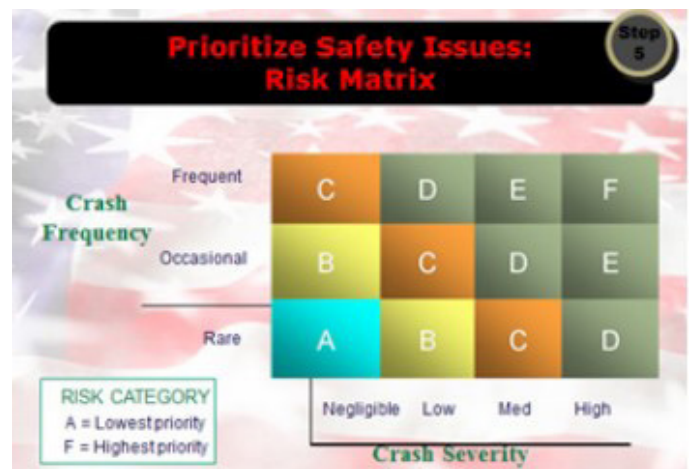 Prioritize Safety Issues:
Risk Matrix
Step
5
Crash
Frequency
Frequent
C D E F
Occasional
B C D E
Rare
A B C D
Negligible Low Med High
Crash Severity
RISK CATEGORY
A = Lowest priority
F = Highest priority